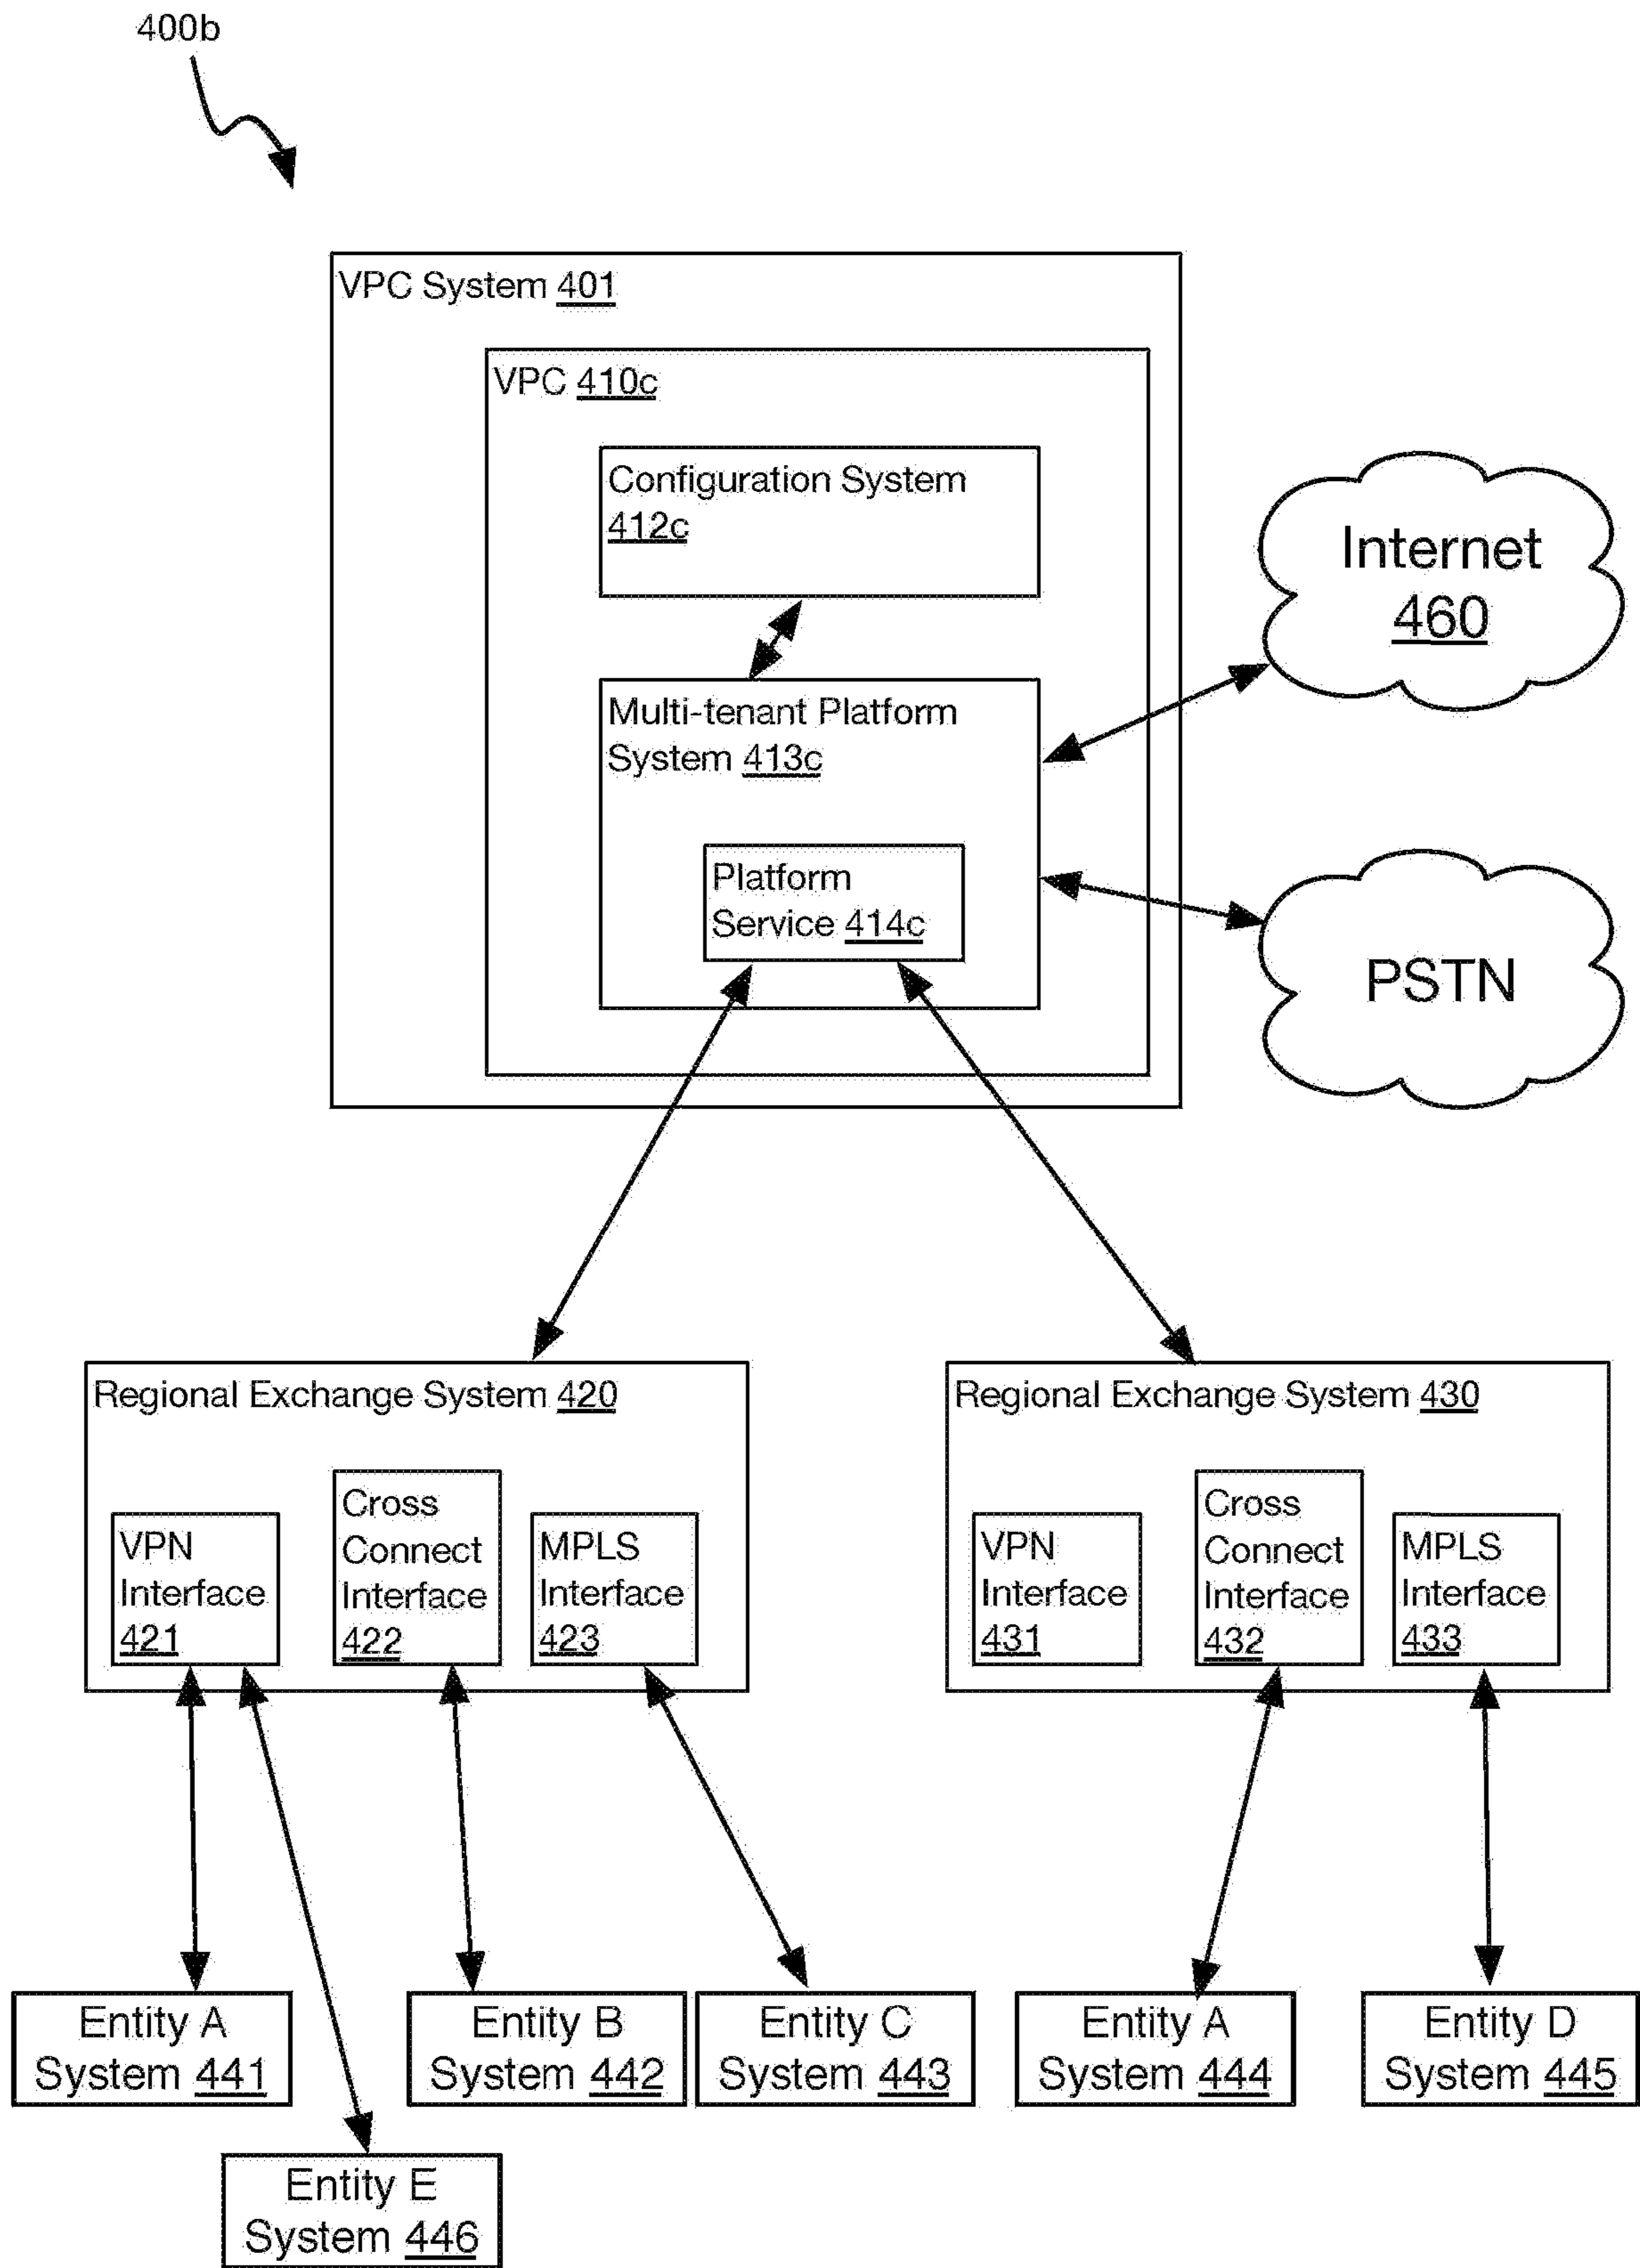 400b
VPC System 401
VPC 410c
Configuration System
412c
Internet
460
Multi-tenant Platform
System 413c
Platform
Service 414c
PSTN
Regional Exchange System 420
VPN
Interface
421
Cross
Connect
Interface
422
MPLS
Interface
423
Regional Exchange System 430
VPN
Interface
431
Cross
Connect
Interface
432
MPLS
Interface
433
Entity A
System 441
Entity B
System 442
Entity C
System 443
Entity A
System 444
Entity D
System 445
Entity E
System 446